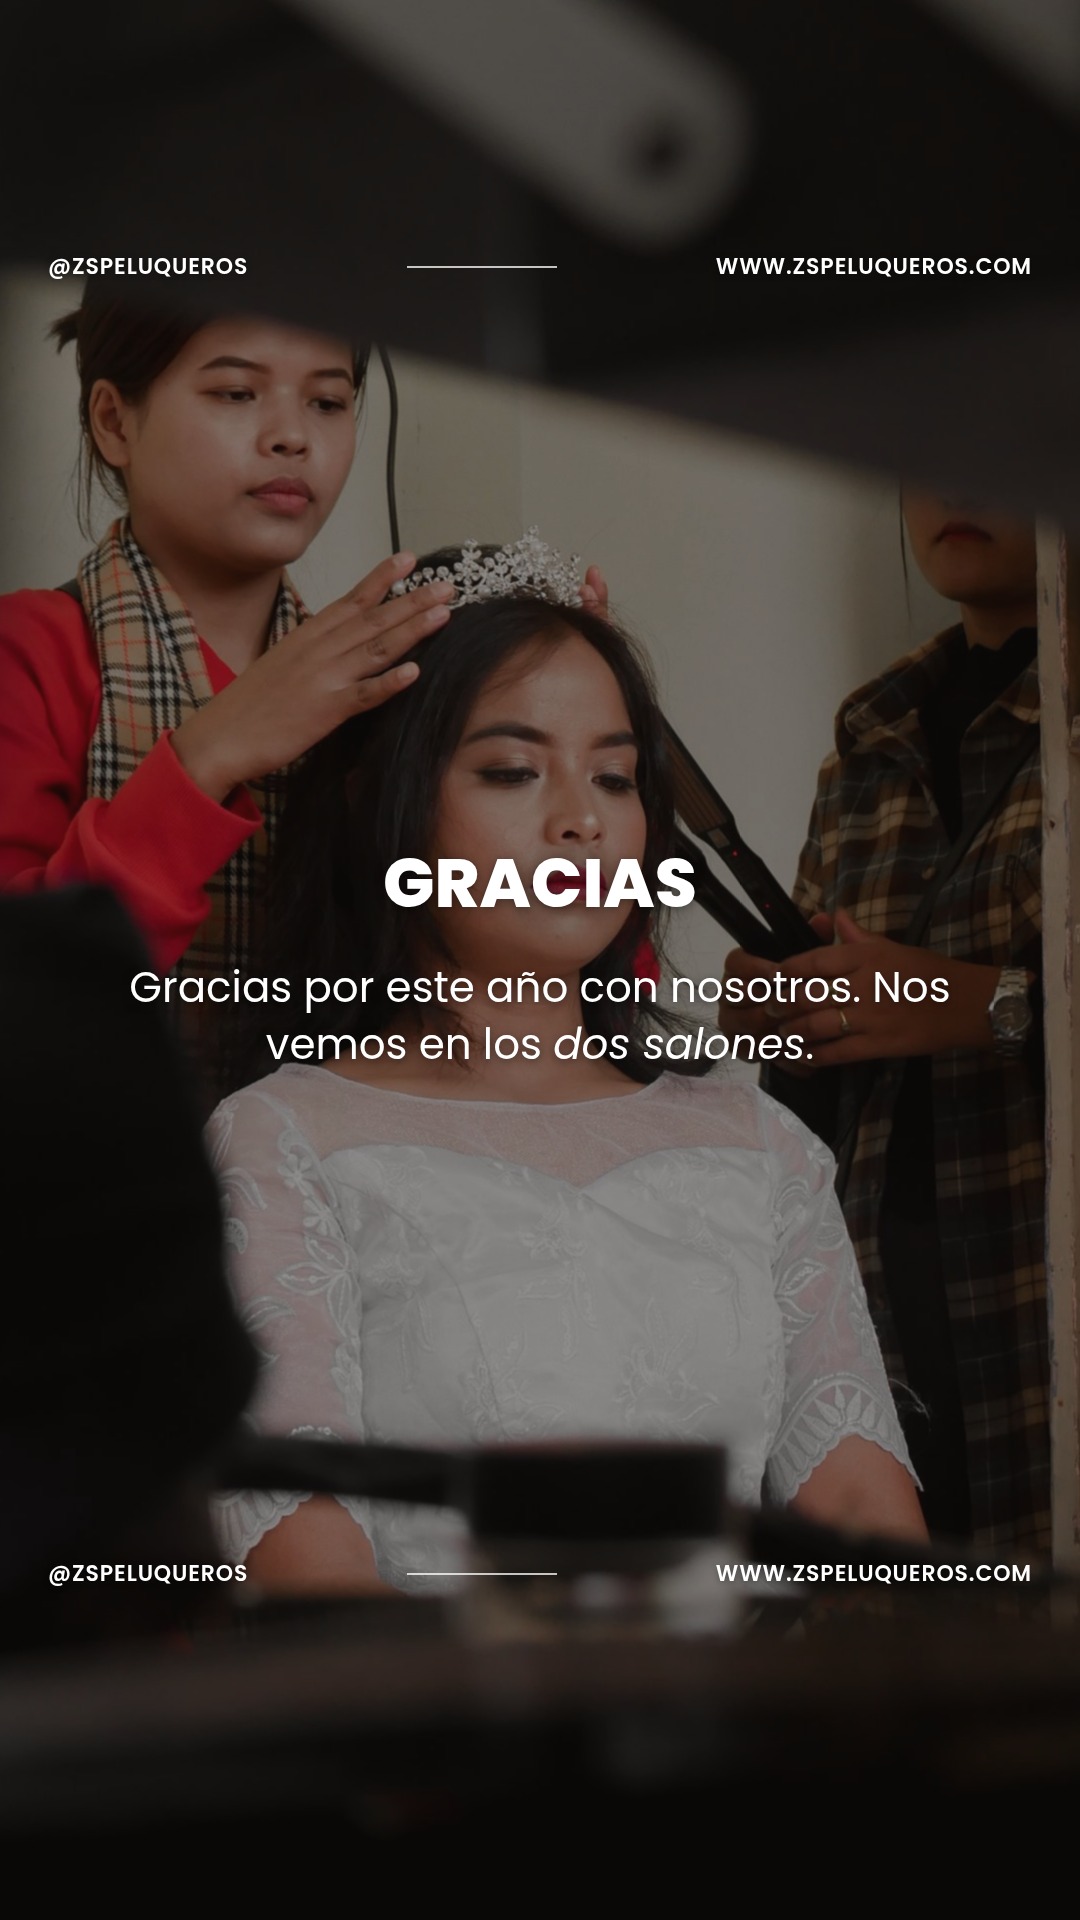 @ZSPELUQUEROS WWW.ZSPELUQUEROS.COM
GRACIAS
Gracias por este año con nosotros. Nos
vemos en los dos salones.
@ZSPELUQUEROS WWW.ZSPELUQUEROS.COM